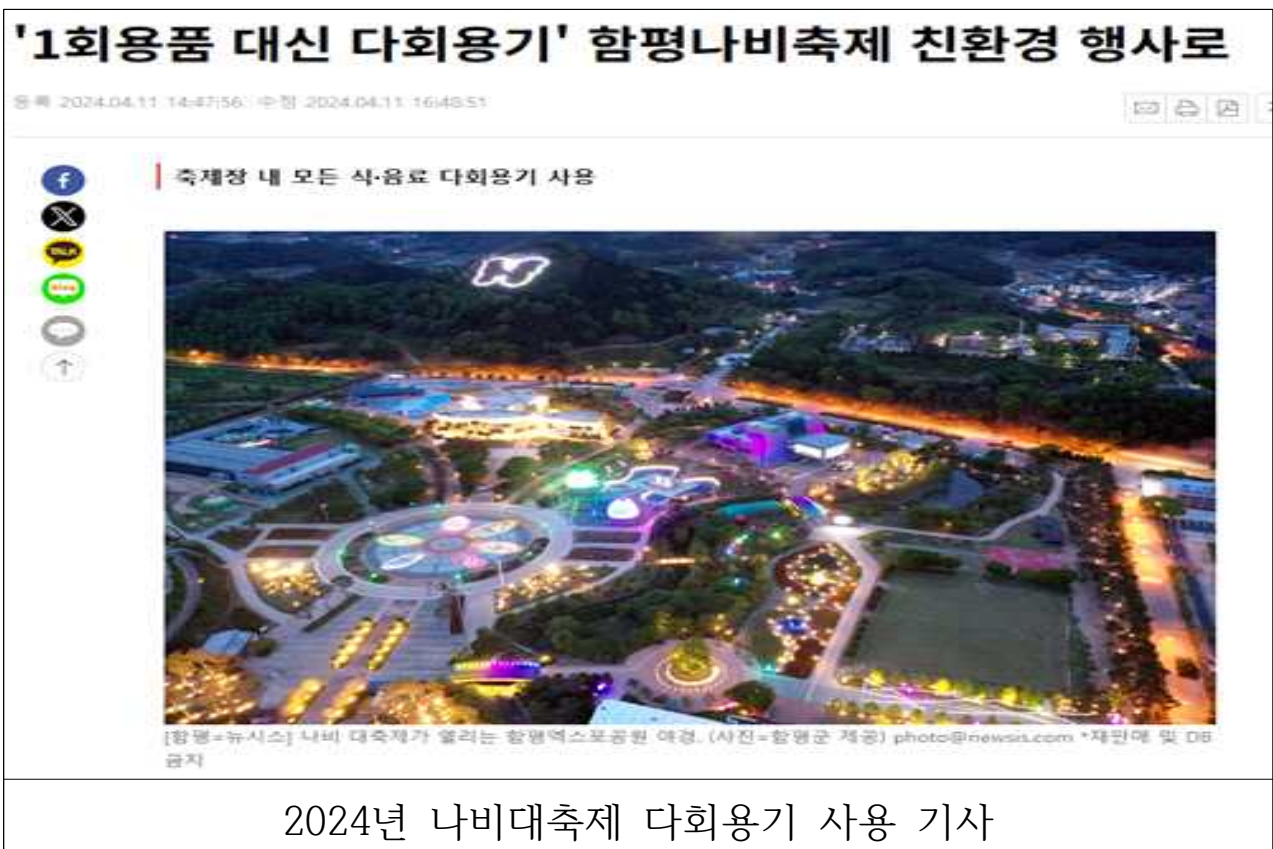 '1회용품 대신 다회용기' 함평나비축제 친환경 행사로
등록 2024.04.11 14:47:56 수정 2024.04.11 16:48:51
축제장 내 모든 식·음료 다회용기 사용
[함평=뉴시스] 나비 대축제가 열리는 함평엑스포공원 야경. (사진=함평군 제공) photo@newsis.com *재판매 및 DB
금지
2024년 나비대축제 다회용기 사용 기사